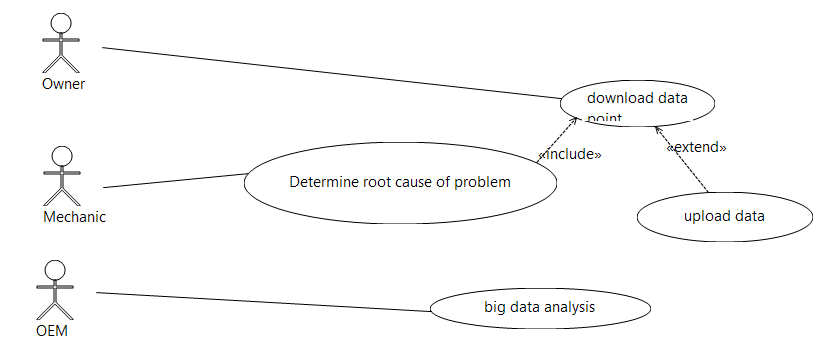 Owner
download data
point
«include»
«extend»
Determine root cause of problem
Mechanic
upload data
big data analysis
OEM